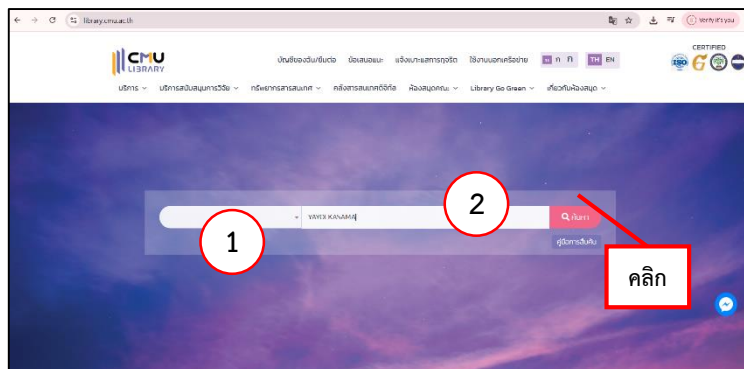 library.cmu.ac.th
Verify it's you
CMU
LIBRARY
บัญชีของฉัน/ยืมต่อ ข้อเสนอแนะ แจ้งเบาะแสการทุจริต ใช้งานนอกเครือข่าย ก ก ก TH EN
CERTIFIED
ISO G
บริการ บริการสนับสนุนการวิจัย ทรัพยากรสารสนเทศ คลังสารสนเทศดิจิทัล ห้องสมุดคณะ Library Go Green เกี่ยวกับห้องสมุด
1
YAYOI KASAMA
2
ค้นหา
คู่มือการสืบค้น
คลิก